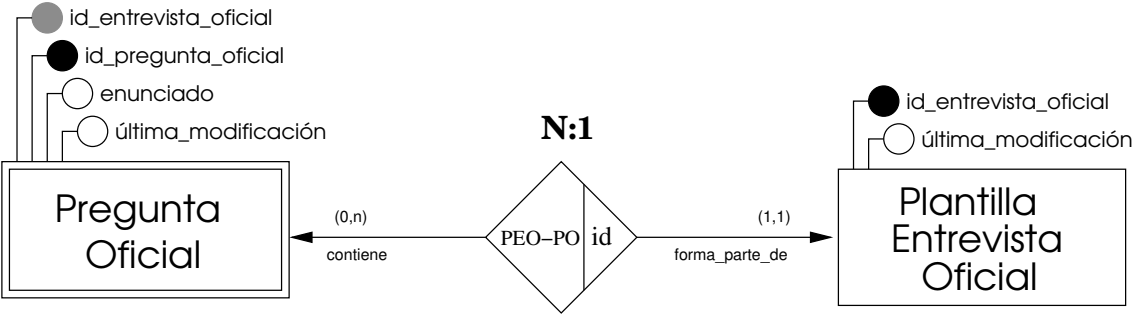 id_entrevista_oficial
id_pregunta_oficial
enunciado
última_modificación
Pregunta
Oficial
N:1
(0,n)
contiene
PEO–PO
id
(1,1)
forma_parte_de
id_entrevista_oficial
última_modificación
Plantilla
Entrevista
Oficial